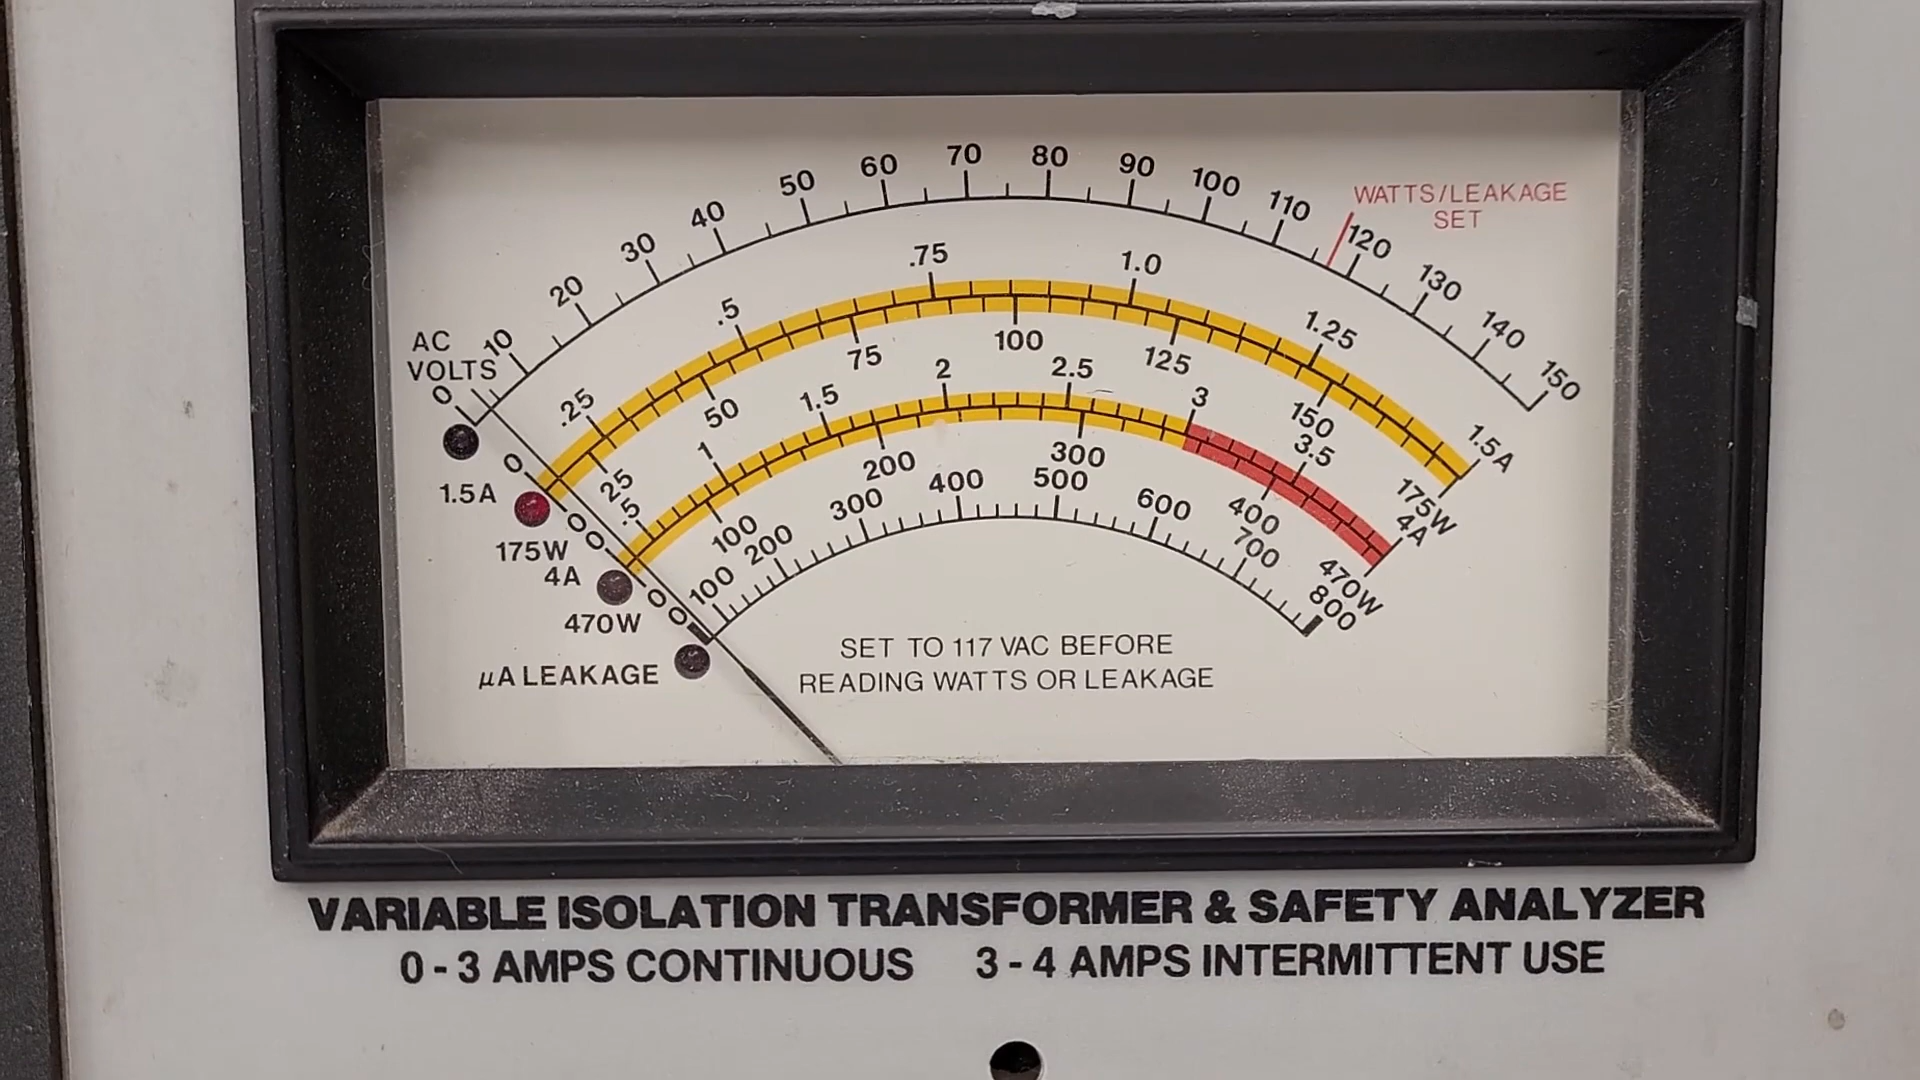 0 10 20 30 40 50 60 70 80 90 100 110 120 130 140 150
WATTS/LEAKAGE
SET
AC
VOLTS
0 .25 .5 .75 1.0 1.25 1.5A
1.5A
0 25 50 75 100 125 150 175W
175W
0 .5 1 1.5 2 2.5 3 3.5 4A
4A
0 100 200 300 400 470W
470W
0 100 200 300 400 500 600 700 800
µA LEAKAGE
SET TO 117 VAC BEFORE
READING WATTS OR LEAKAGE
VARIABLE ISOLATION TRANSFORMER & SAFETY ANALYZER
0 - 3 AMPS CONTINUOUS 3 - 4 AMPS INTERMITTENT USE